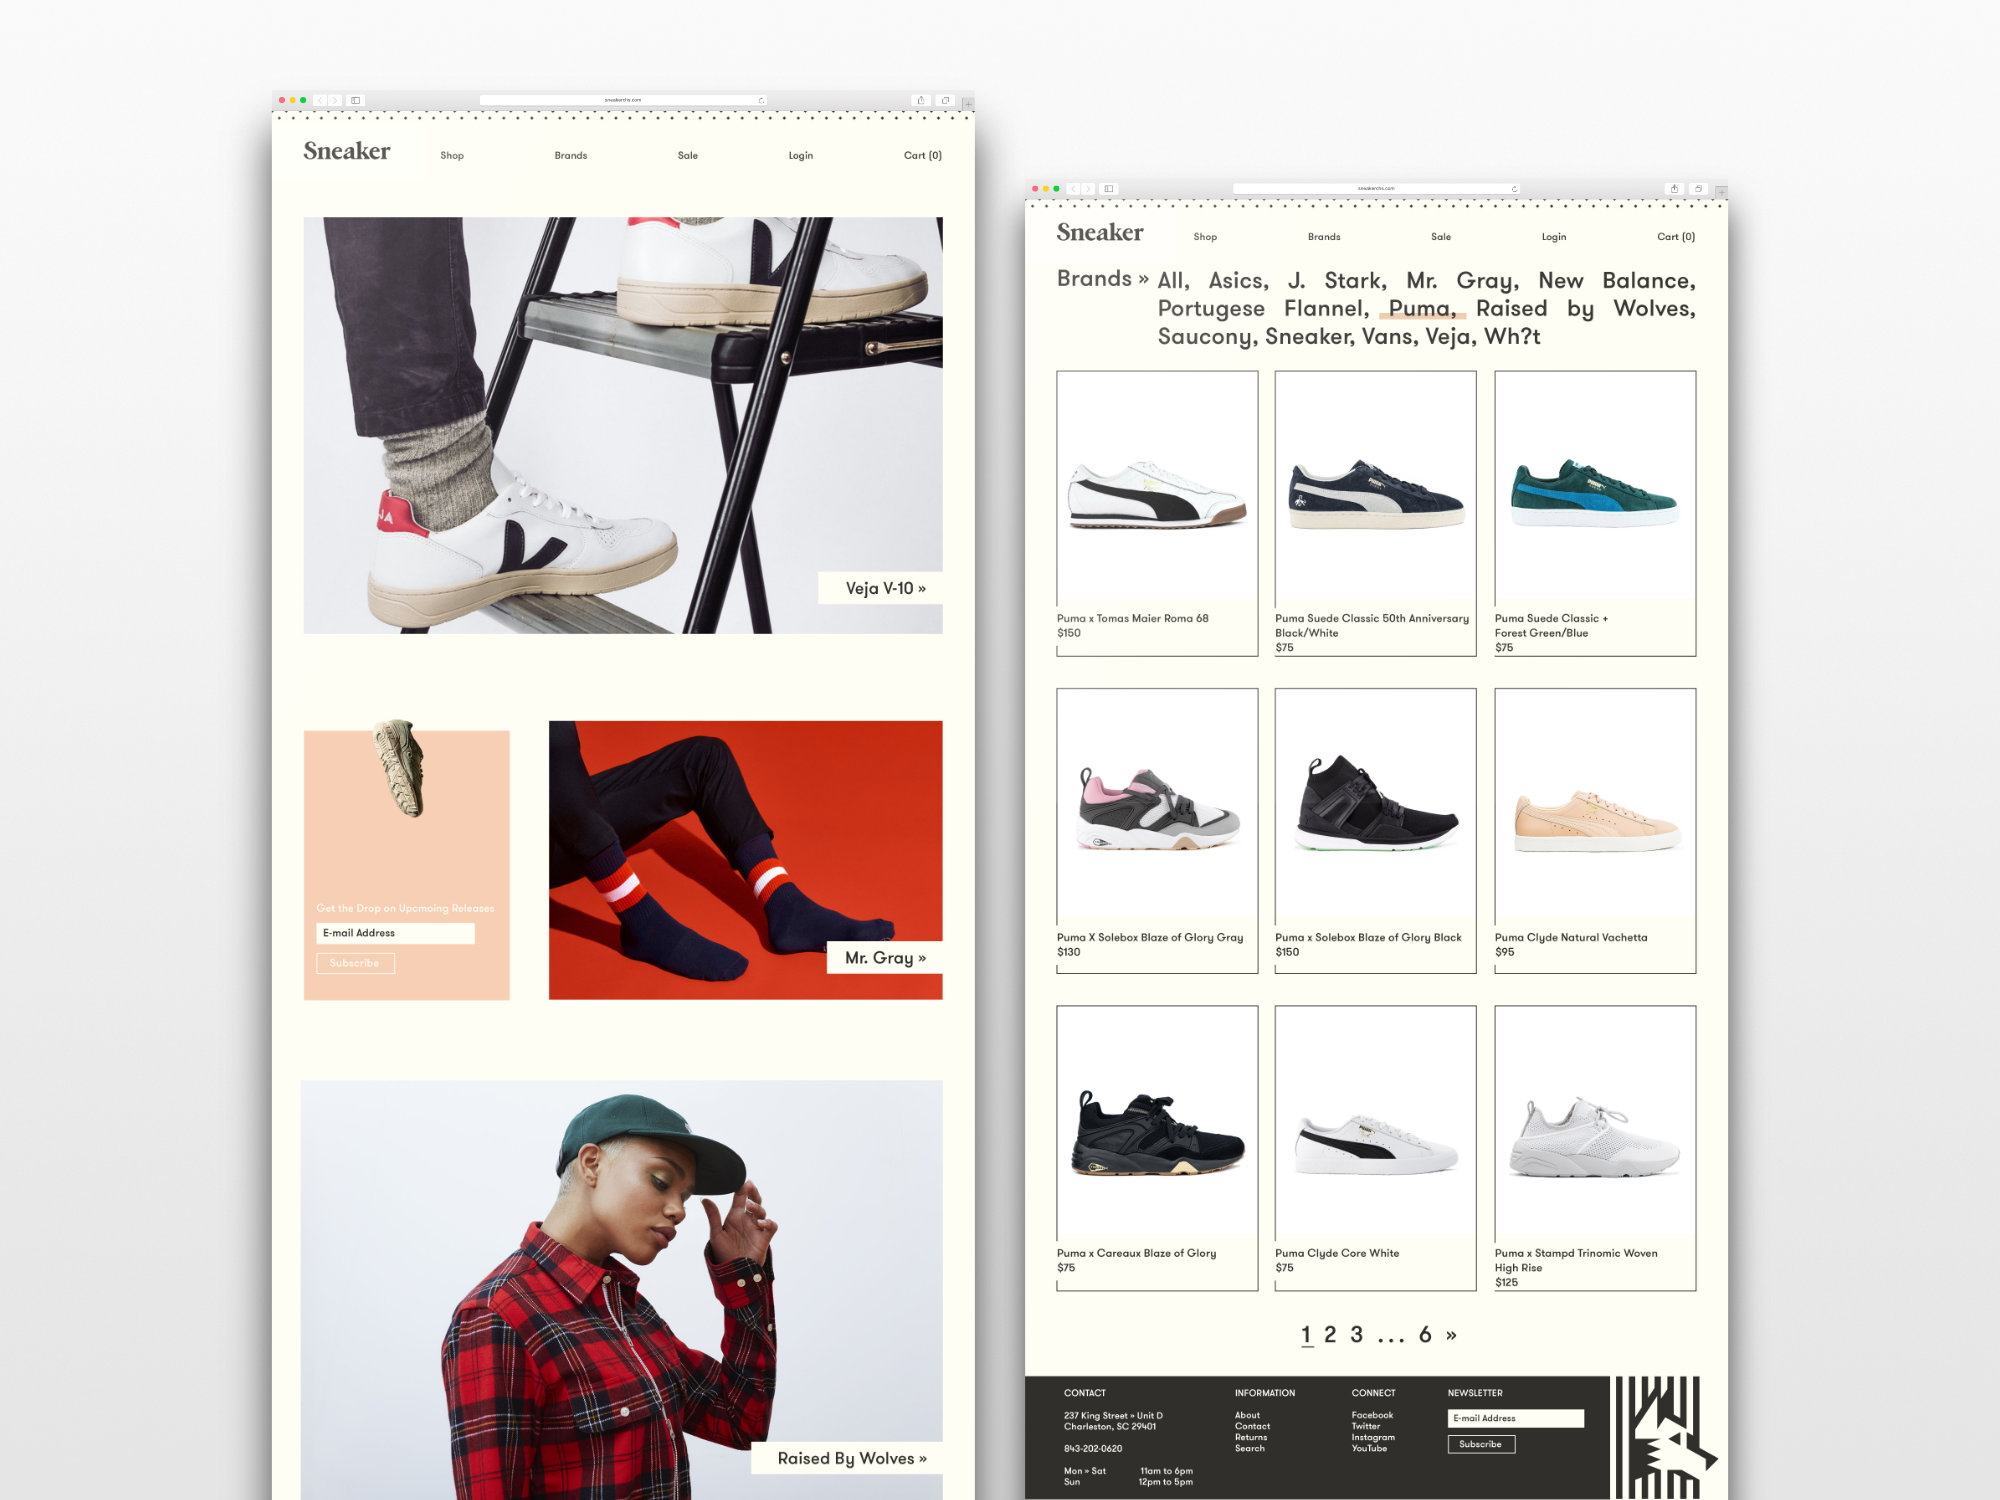 sneakerchs.com
Sneaker Shop Brands Sale Login Cart (0)
JA
Veja V-10 »
Get the Drop on Upcmoing Releases
E-mail Address
Subscribe
Mr. Gray »
Raised By Wolves »
sneakerchs.com
Sneaker Shop Brands Sale Login Cart (0)
Brands » All, Asics, J. Stark, Mr. Gray, New Balance,
Portugese Flannel, Puma, Raised by Wolves,
Saucony, Sneaker, Vans, Veja, Wh?t
Puma x Tomas Maier Roma 68
$150
Puma Suede Classic 50th Anniversary
Black/White
$75
Puma Suede Classic +
Forest Green/Blue
$75
Puma X Solebox Blaze of Glory Gray
$130
Puma x Solebox Blaze of Glory Black
$150
Puma Clyde Natural Vachetta
$95
Puma x Careaux Blaze of Glory
$75
Puma Clyde Core White
$75
Puma x Stampd Trinomic Woven
High Rise
$125
1 2 3 ... 6 »
CONTACT
237 King Street » Unit D
Charleston, SC 29401
843-202-0620
Mon » Sat 11am to 6pm
Sun 12pm to 5pm
INFORMATION
About
Contact
Returns
Search
CONNECT
Facebook
Twitter
Instagram
YouTube
NEWSLETTER
E-mail Address
Subscribe